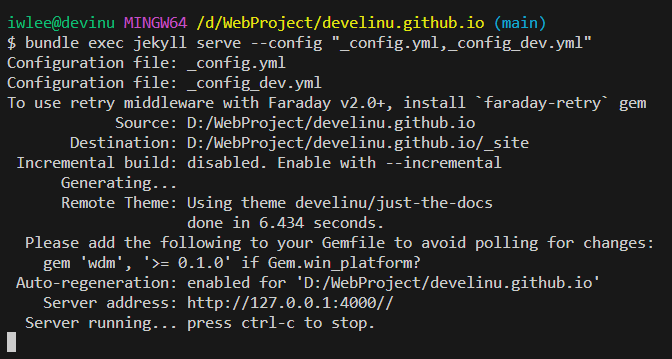 iwlee@devinu MINGW64 /d/WebProject/develinu.github.io (main)
$ bundle exec jekyll serve --config "_config.yml,_config_dev.yml"
Configuration file: _config.yml
Configuration file: _config_dev.yml
To use retry middleware with Faraday v2.0+, install `faraday-retry` gem
Source: D:/WebProject/develinu.github.io
Destination: D:/WebProject/develinu.github.io/_site
Incremental build: disabled. Enable with --incremental
Generating...
Remote Theme: Using theme develinu/just-the-docs
done in 6.434 seconds.
Please add the following to your Gemfile to avoid polling for changes:
gem 'wdm', '>= 0.1.0' if Gem.win_platform?
Auto-regeneration: enabled for 'D:/WebProject/develinu.github.io'
Server address: http://127.0.0.1:4000//
Server running... press ctrl-c to stop.